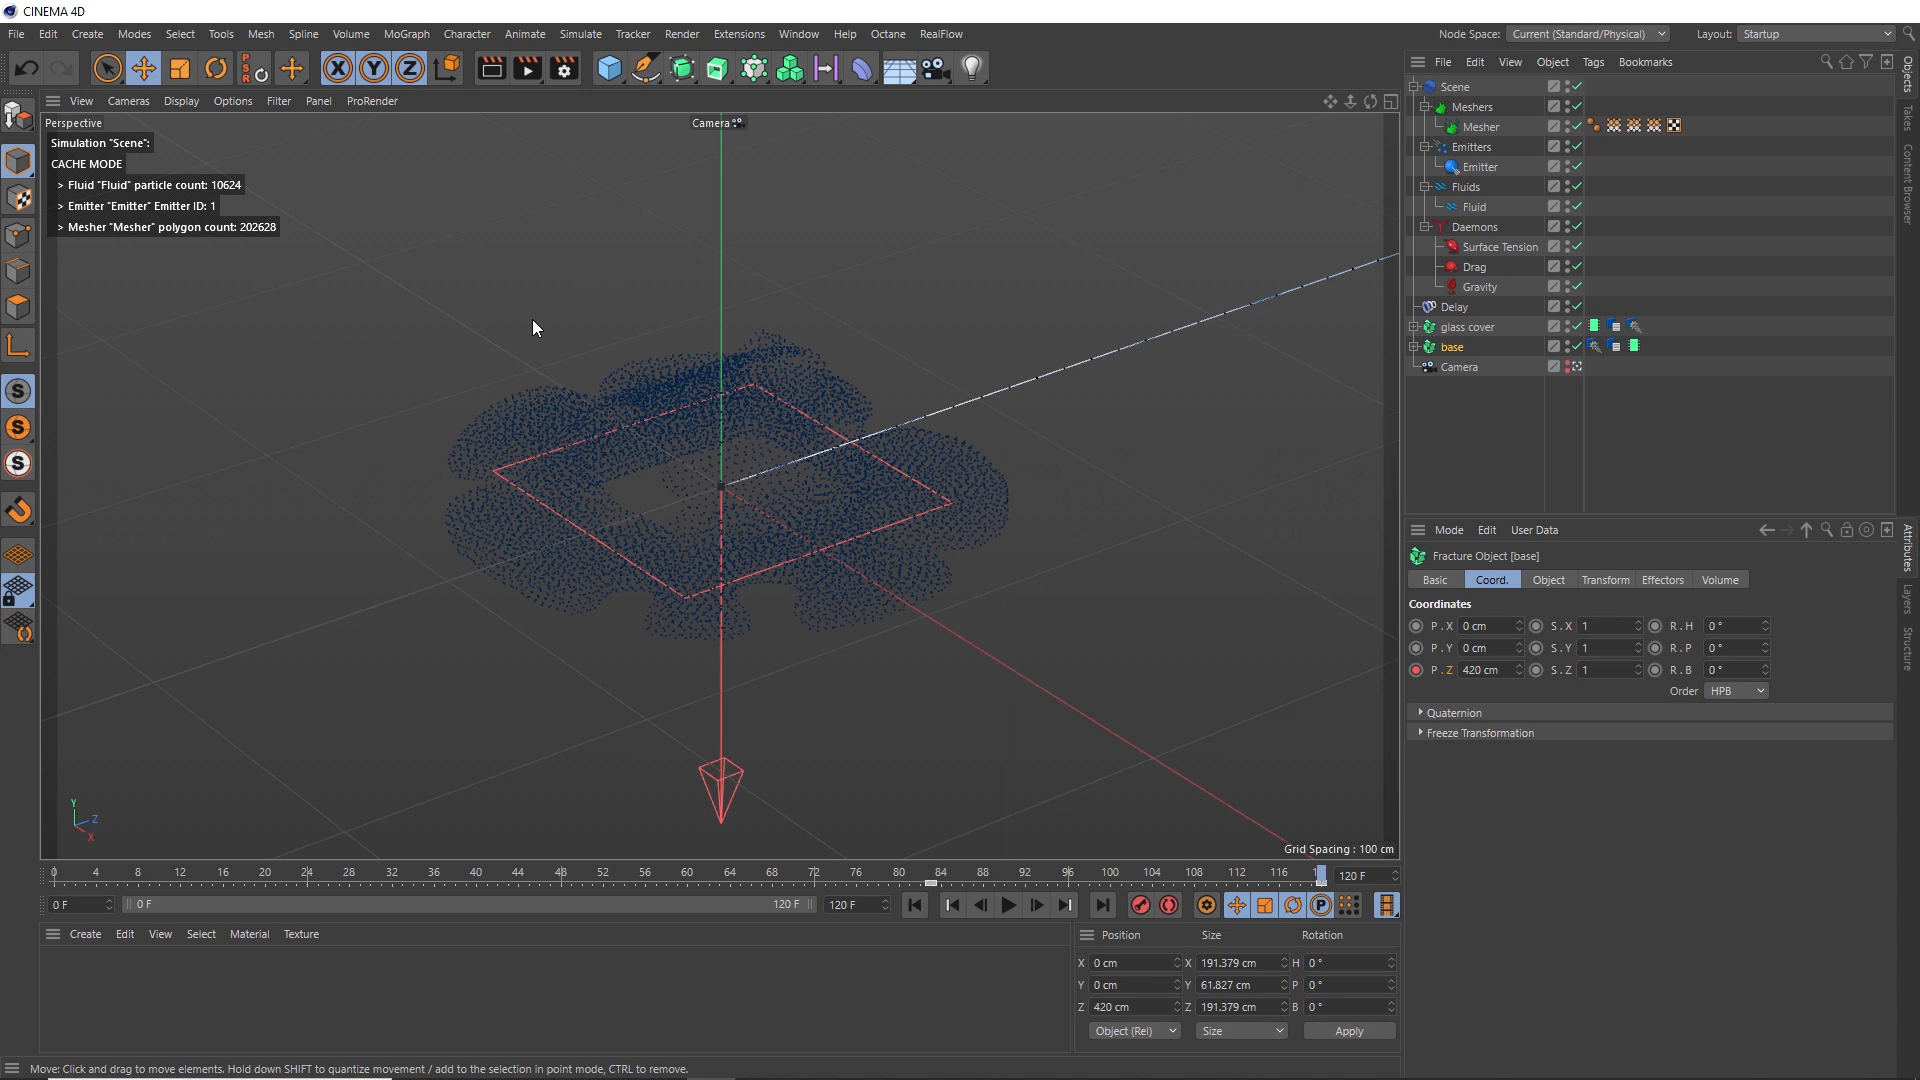 CINEMA 4D
File Edit Create Modes Select Tools Mesh Spline Volume MoGraph Character Animate Simulate Tracker Render Extensions Window Help Octane RealFlow
Node Space: Current (Standard/Physical) Layout: Startup
PSR X Y Z
File Edit View Object Tags Bookmarks
View Cameras Display Options Filter Panel ProRender
Perspective
Camera
Simulation "Scene":
CACHE MODE
> Fluid "Fluid" particle count: 10624
> Emitter "Emitter" Emitter ID: 1
> Mesher "Mesher" polygon count: 202628
Scene
Meshers
Mesher
Emitters
Emitter
Fluids
Fluid
Daemons
Surface Tension
Drag
Gravity
Delay
glass cover
base
Camera
Objects
Takes
Content Browser
S
S
S
Mode Edit User Data
Fracture Object [base]
Basic Coord. Object Transform Effectors Volume
Coordinates
P . X 0 cm S . X 1 R . H 0 °
P . Y 0 cm S . Y 1 R . P 0 °
P . Z 420 cm S . Z 1 R . B 0 °
Order HPB
Quaternion
Freeze Transformation
Attributes
Layers
Structure
Y
Z
X
Grid Spacing : 100 cm
0 4 8 12 16 20 24 28 32 36 40 44 48 52 56 60 64 68 72 76 80 84 88 92 96 100 104 108 112 116 120 F
0 F 0 F 120 F 120 F P
Create Edit View Select Material Texture
Position Size Rotation
X 0 cm X 191.379 cm H 0 °
Y 0 cm Y 61.827 cm P 0 °
Z 420 cm Z 191.379 cm B 0 °
Object (Rel) Size Apply
Move: Click and drag to move elements. Hold down SHIFT to quantize movement / add to the selection in point mode, CTRL to remove.